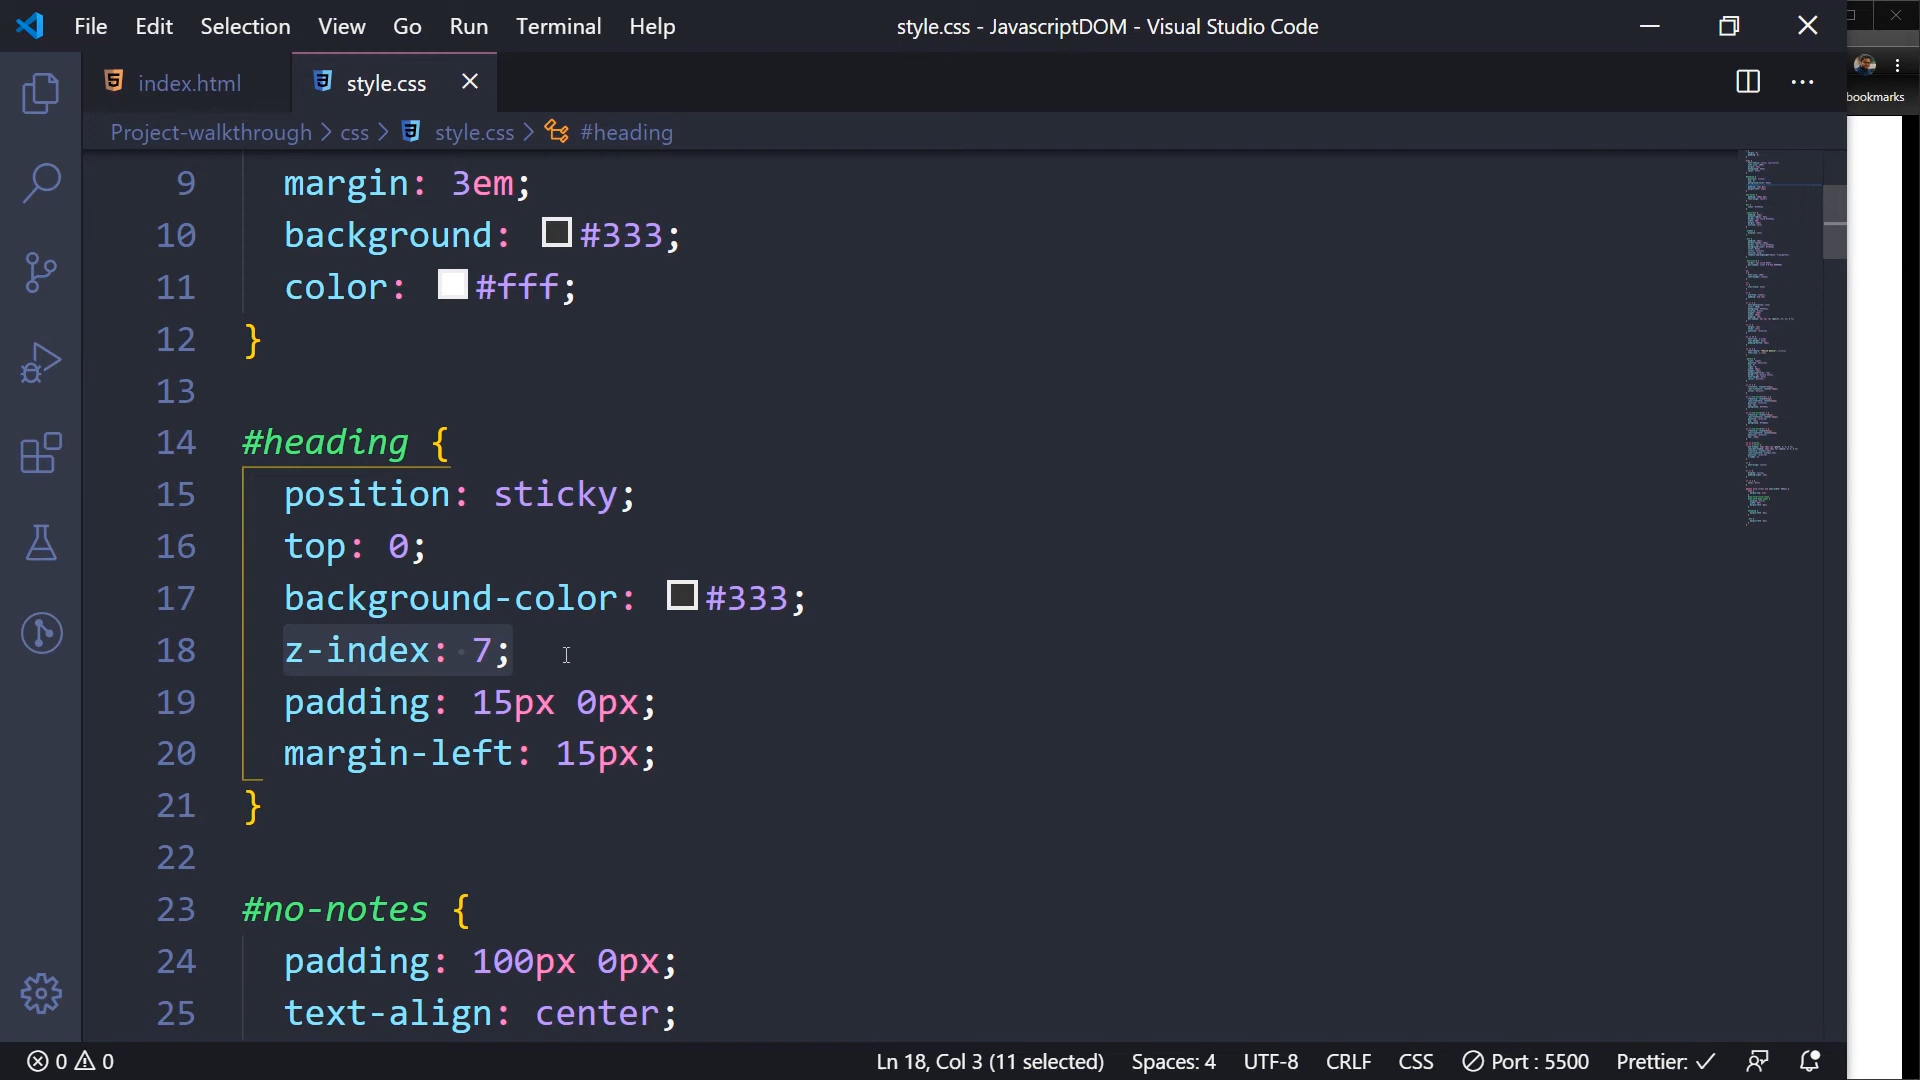 File Edit Selection View Go Run Terminal Help style.css - JavascriptDOM - Visual Studio Code
index.html style.css
bookmarks
Project-walkthrough > css > style.css > #heading
9 margin: 3em;
10 background: #333;
11 color: #fff;
12 }
13
14 #heading {
15 position: sticky;
16 top: 0;
17 background-color: #333;
18 z-index: 7;
19 padding: 15px 0px;
20 margin-left: 15px;
21 }
22
23 #no-notes {
24 padding: 100px 0px;
25 text-align: center;
0 0 Ln 18, Col 3 (11 selected) Spaces: 4 UTF-8 CRLF CSS Port : 5500 Prettier: ✓